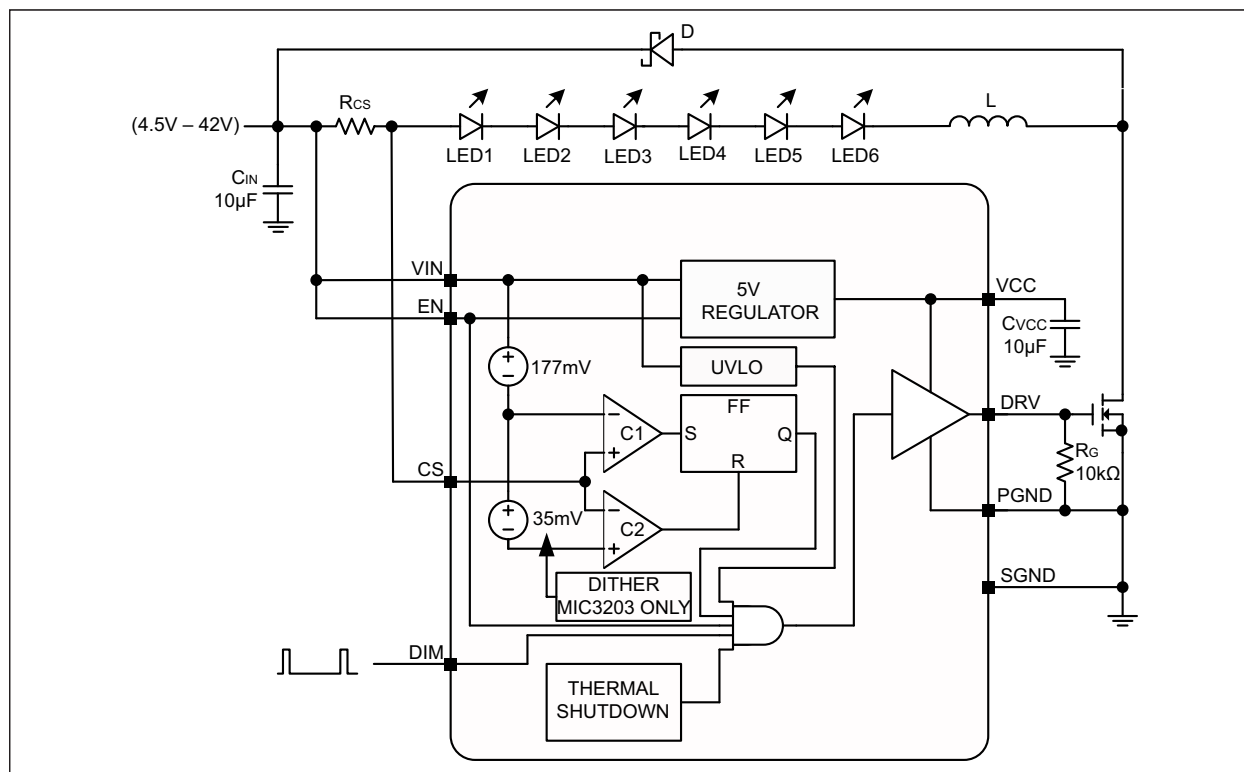 D
RCS
L
(4.5V – 42V)
LED1
LED2
LED3
LED4
LED5
LED6
CIN
10µF
VIN
5V
REGULATOR
VCC
EN
CVCC
10µF
+
−
177mV
UVLO
FF
DRV
−
C1
+
S
Q
R
RG
10kΩ
CS
PGND
+
−
35mV
−
C2
+
DITHER
MIC3203 ONLY
SGND
DIM
THERMAL
SHUTDOWN